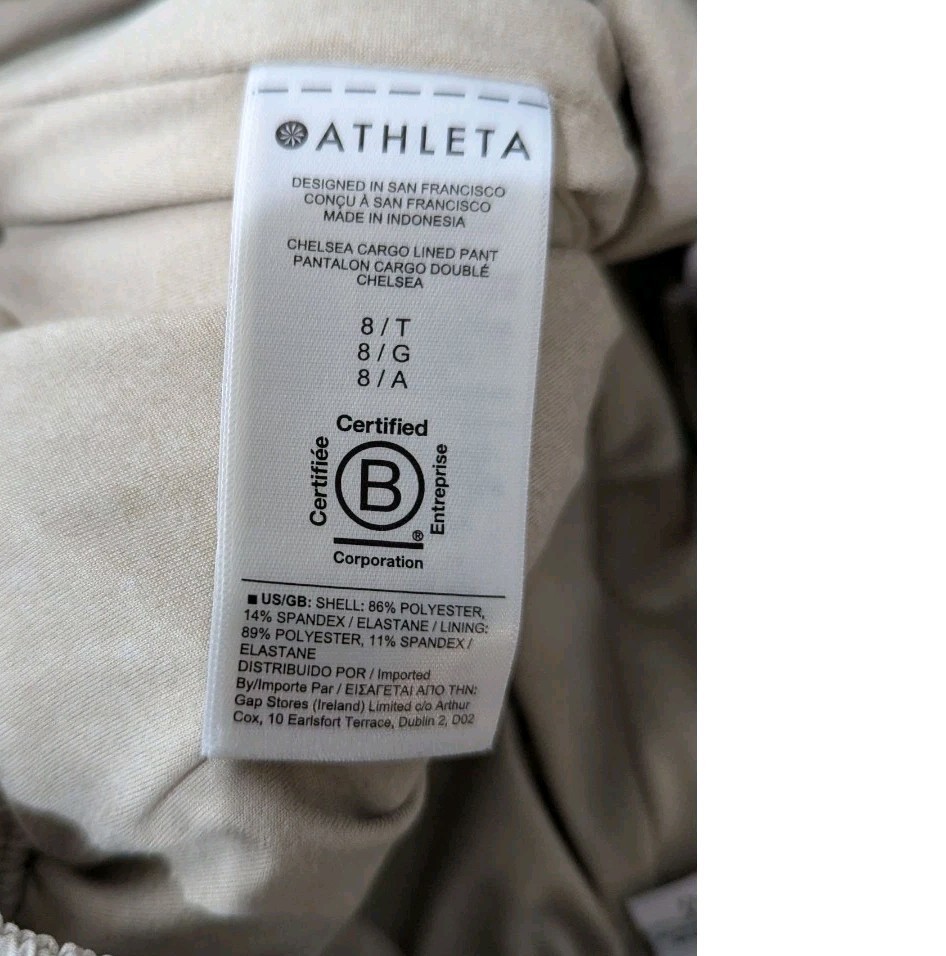 ATHLETA
DESIGNED IN SAN FRANCISCO
CONÇU À SAN FRANCISCO
MADE IN INDONESIA
CHELSEA CARGO LINED PANT
PANTALON CARGO DOUBLÉ
CHELSEA
8 / T
8 / G
8 / A
Certified
Certifiée
B
Entreprise
®
Corporation
■ US/GB: SHELL: 86% POLYESTER,
14% SPANDEX / ELASTANE / LINING:
89% POLYESTER, 11% SPANDEX /
ELASTANE
DISTRIBUIDO POR / Imported
By/Importe Par / ΕΙΣΑΓΕΤΑΙ ΑΠΟ ΤΗΝ:
Gap Stores (Ireland) Limited c/o Arthur
Cox, 10 Earlsfort Terrace, Dublin 2, D02